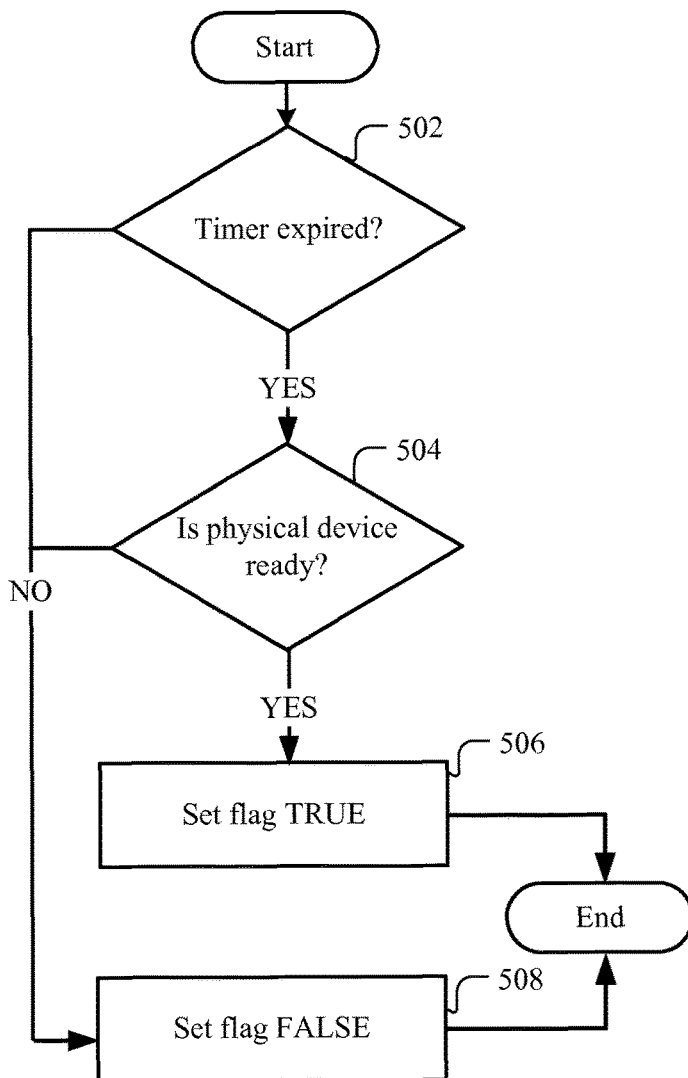 Start
502
Timer expired?
YES
504
Is physical device
ready?
NO
YES
506
Set flag TRUE
End
508
Set flag FALSE